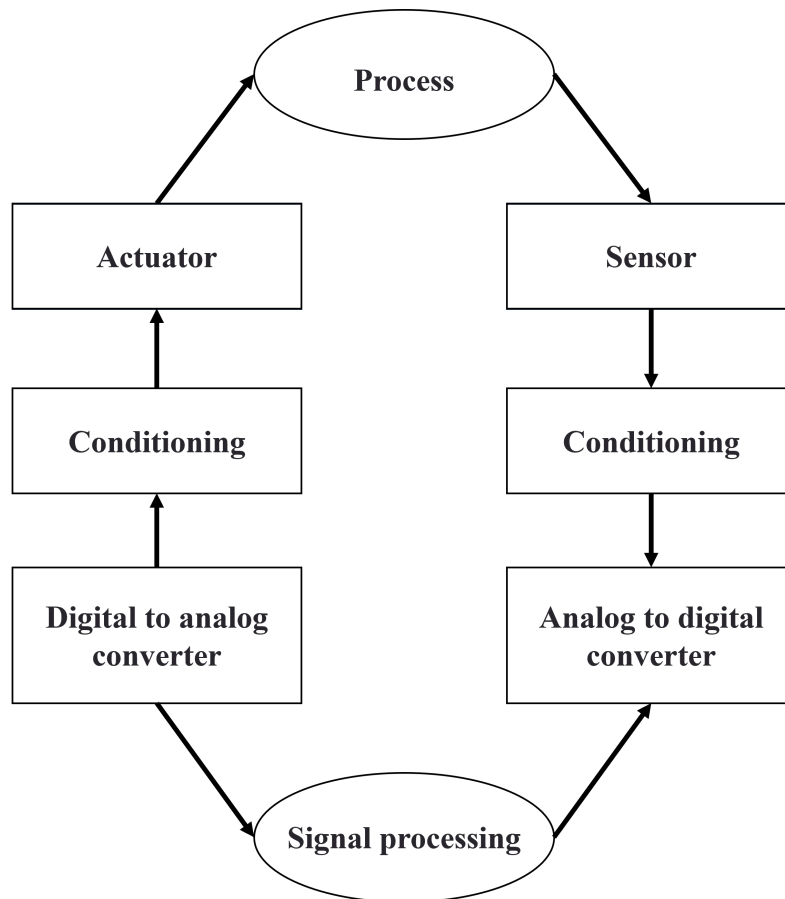 Process
Actuator
Sensor
Conditioning
Conditioning
Digital to analog
converter
Analog to digital
converter
Signal processing